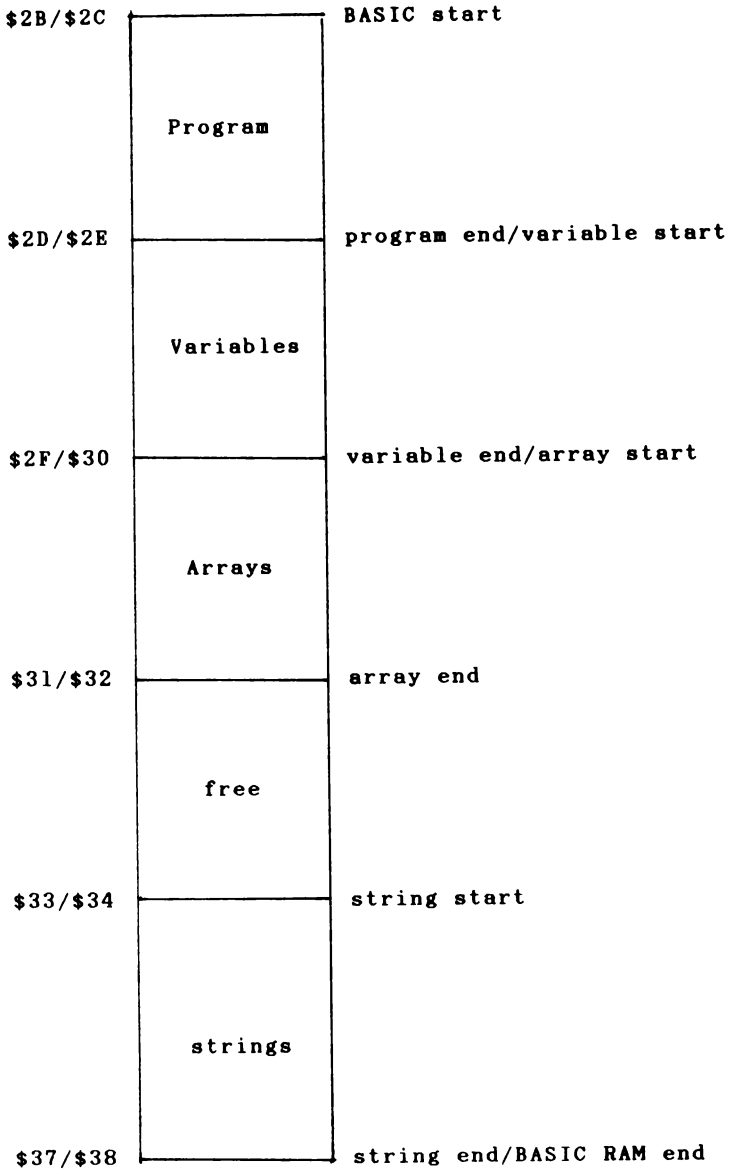 $2B/$2C BASIC start
Program
$2D/$2E program end/variable start
Variables
$2F/$30 variable end/array start
Arrays
$31/$32 array end
free
$33/$34 string start
strings
$37/$38 string end/BASIC RAM end